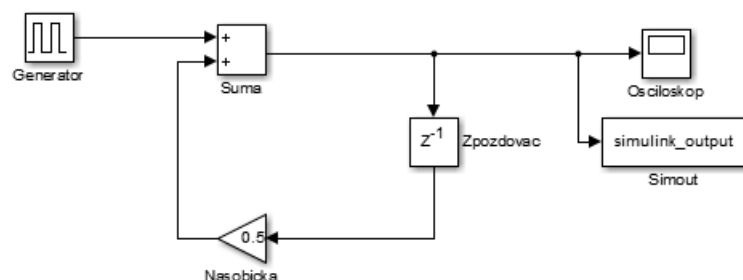 Generator
+
+
Suma
Osciloskop
Z-1
Zpozdovac
simulink_output
Simout
0.5
Nasobicka